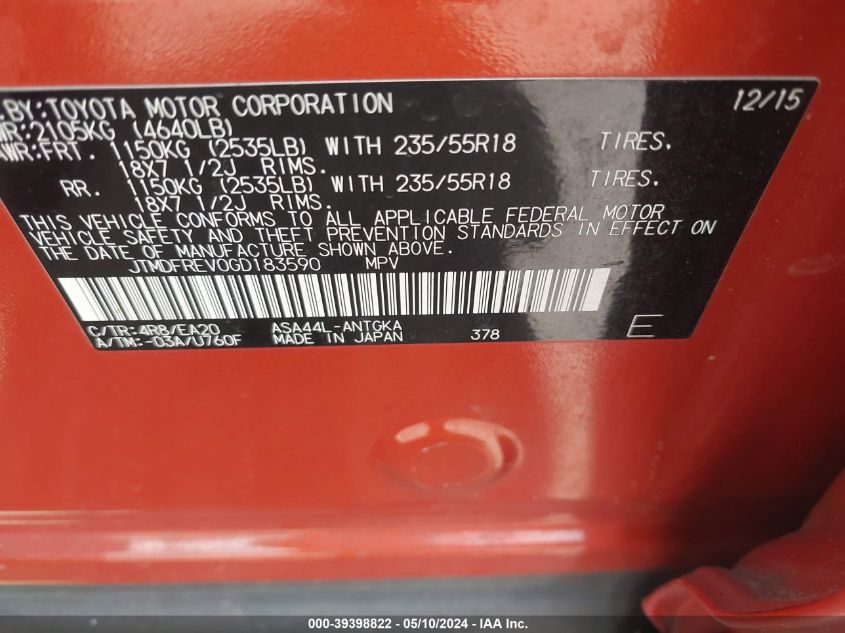 .BY:TOYOTA MOTOR CORPORATION 12/15
WR:2105KG (4640LB)
AWR:FRT. 1150KG (2535LB) WITH 235/55R18 TIRES.
18X7 1/2J RIMS.
RR. 1150KG (2535LB) WITH 235/55R18 TIRES.
18X7 1/2J RIMS.
THIS VEHICLE CONFORMS TO ALL APPLICABLE FEDERAL MOTOR
VEHICLE SAFETY AND THEFT PREVENTION STANDARDS IN EFFECT ON
THE DATE OF MANUFACTURE SHOWN ABOVE.
JTMDFREV0GD183590 MPV
C/TR:4R8/EA20 ASA44L-ANTGKA
A/TM:-03A/U760F MADE IN JAPAN 378 E
000-39398822 — 05/10/2024 — IAA Inc.